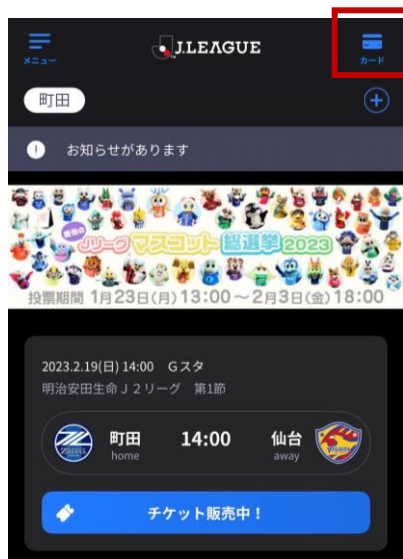 メニュー
J.LEAGUE
カード
町田
お知らせがあります
最強の
Jリーグマスコット総選挙2023
投票期間 1月23日(月)13:00～2月3日(金)18:00
2023.2.19(日) 14:00 Gスタ
明治安田生命J2リーグ 第1節
町田 14:00 仙台
home away
チケット販売中！